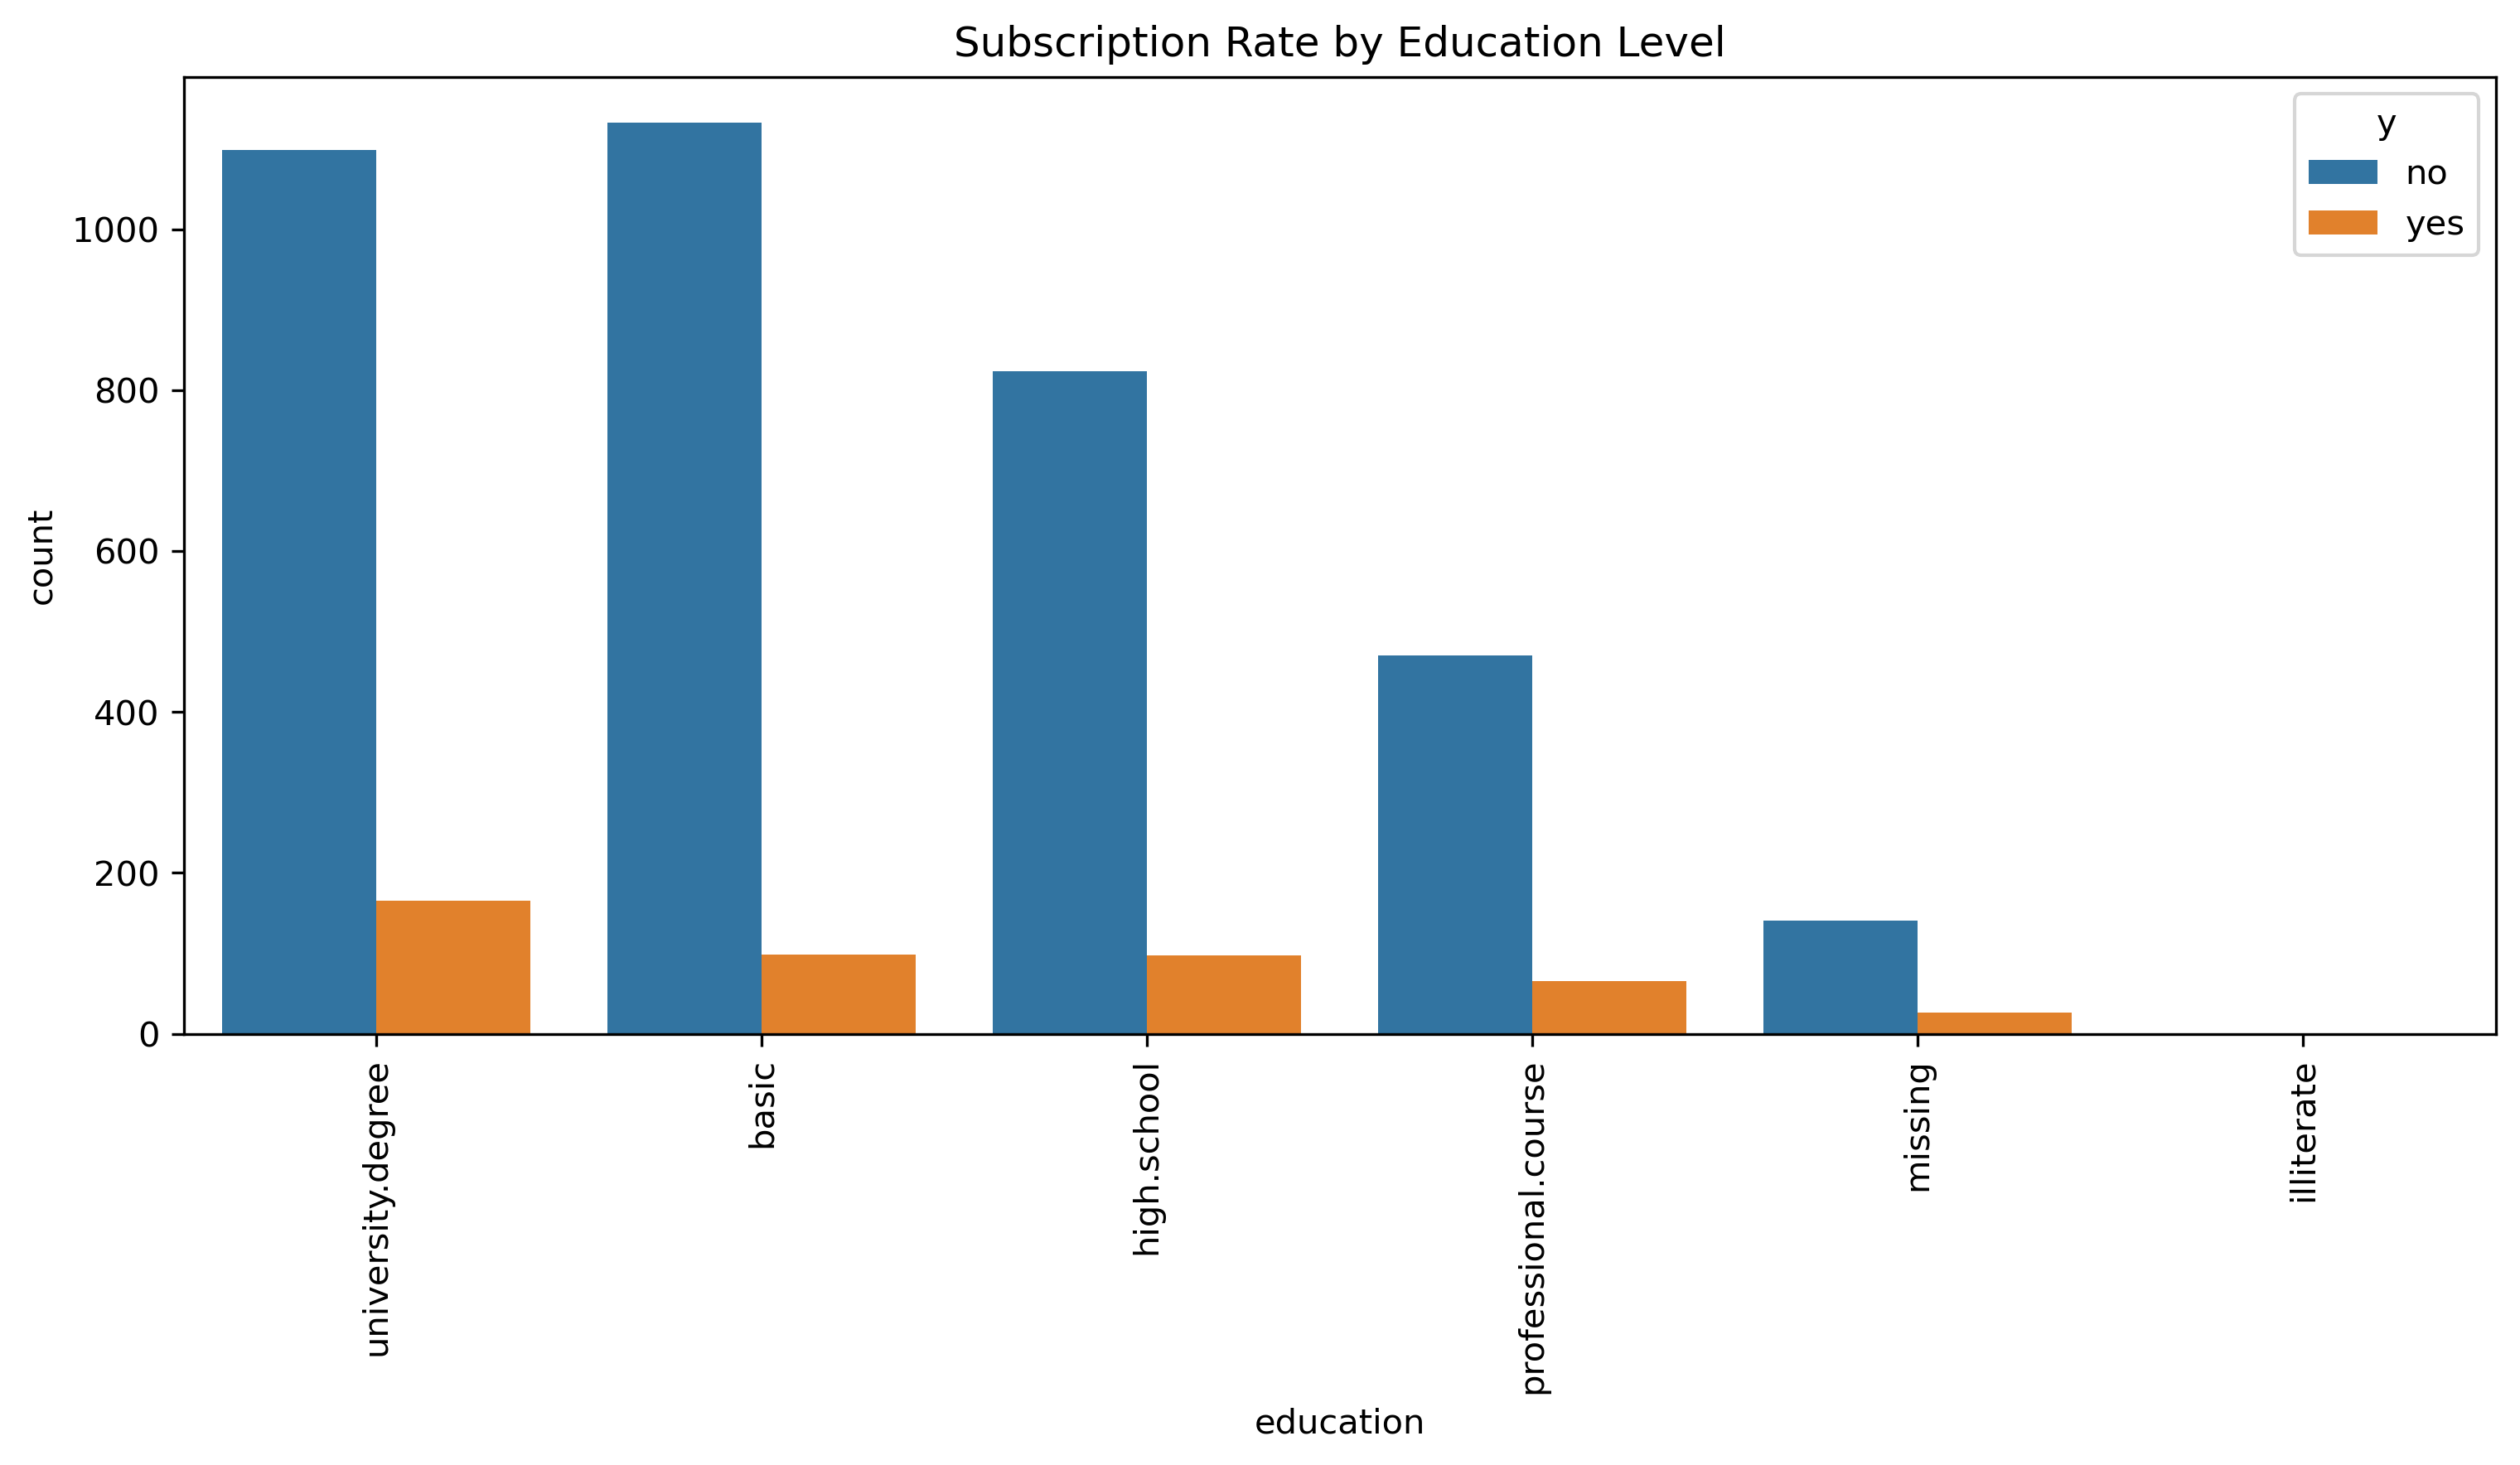 Subscription Rate by Education Level
y
no
yes
count
1000
800
600
400
200
0
university.degree
basic
high.school
professional.course
missing
illiterate
education